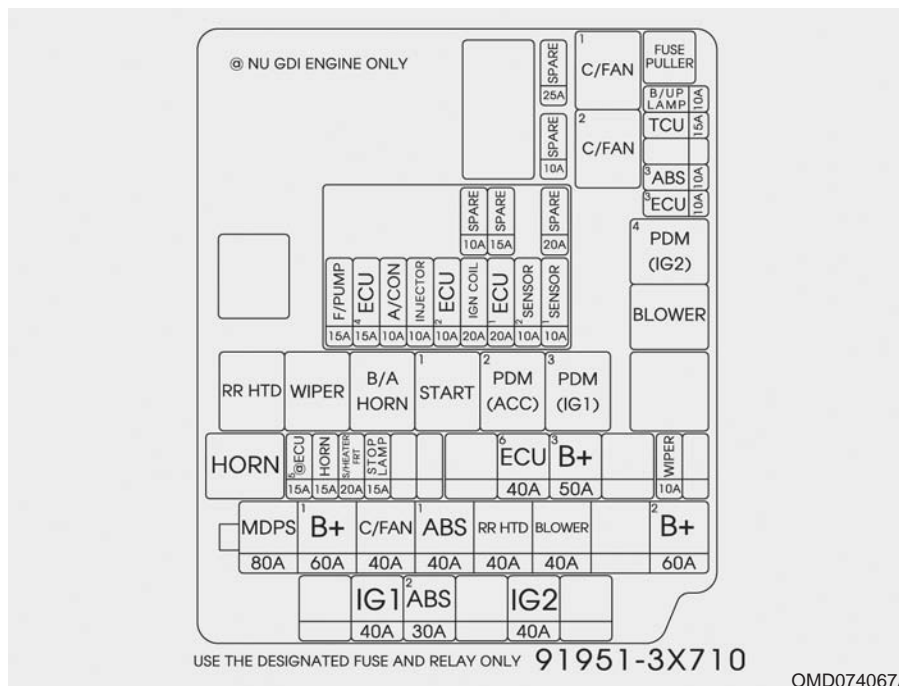 @ NU GDI ENGINE ONLY
SPARE
25A
1
C/FAN
FUSE
PULLER
B/UP
LAMP
10A
TCU
15A
SPARE
10A
2
C/FAN
3
ABS
10A
3
ECU
10A
SPARE
10A
SPARE
15A
SPARE
20A
4
PDM
(IG2)
F/PUMP
15A
4
ECU
15A
A/CON
10A
INJECTOR
10A
2
ECU
10A
IGN COIL
20A
1
ECU
20A
2
SENSOR
10A
1
SENSOR
10A
BLOWER
RR HTD
WIPER
B/A
HORN
1
START
2
PDM
(ACC)
3
PDM
(IG1)
HORN
5
@ECU
15A
HORN
15A
S/HEATER
FRT
20A
STOP
LAMP
15A
6
ECU
40A
3
B+
50A
WIPER
10A
MDPS
80A
1
B+
60A
C/FAN
40A
1
ABS
40A
RR HTD
40A
BLOWER
40A
2
B+
60A
IG1
40A
2
ABS
30A
IG2
40A
USE THE DESIGNATED FUSE AND RELAY ONLY 91951-3X710